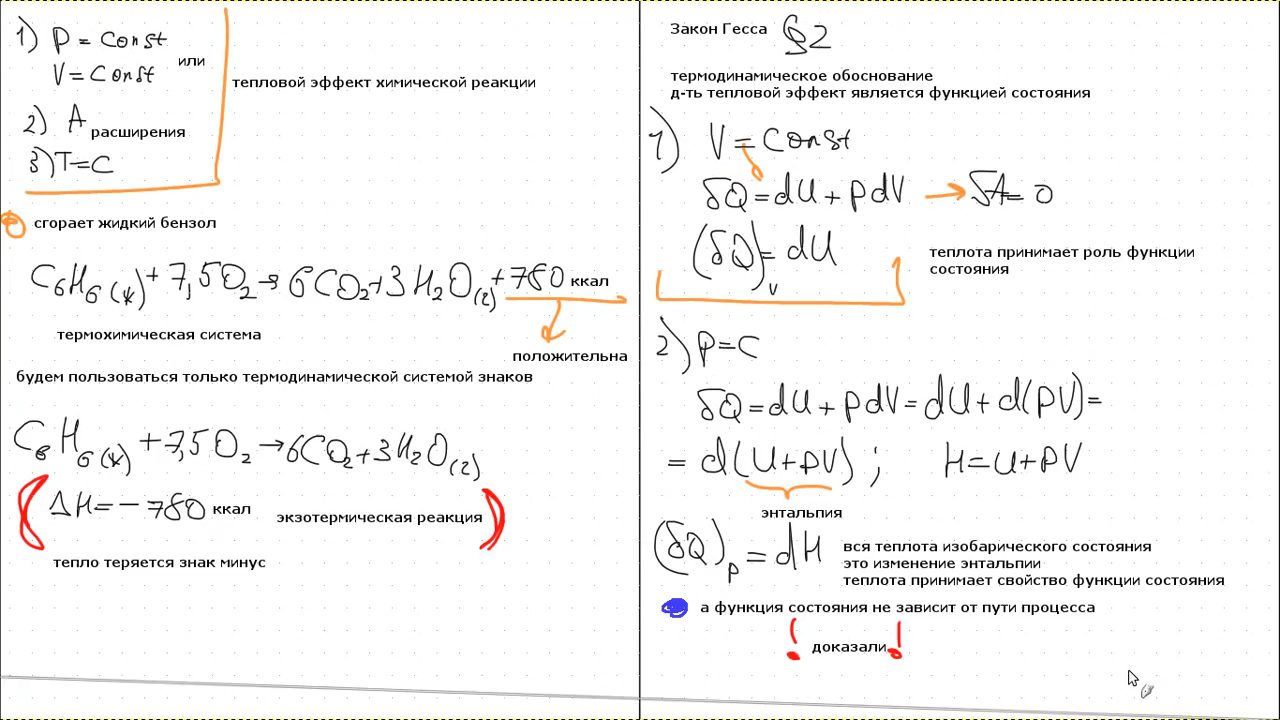 1) P = const
или
V = const
тепловой эффект химической реакции
2) A расширения
3) T=C
сгорает жидкий бензол
C₆H₆(ж) + 7,5O₂ → 6CO₂+3H₂O(г) + 780 ккал
термохимическая система
положительна
будем пользоваться только термодинамической системой знаков
C₆H₆(ж) + 7,5O₂ → 6CO₂+3H₂O(г)
(ΔH = − 780 ккал экзотермическая реакция)
тепло теряется знак минус
Закон Гесса §2
термодинамическое обоснование
д-ть тепловой эффект является функцией состояния
1) V = const
δQ = dU + pdV → δA = 0
(δQ)ᵥ = dU
теплота принимает роль функции
состояния
2) P=C
δQ = dU + pdV = dU + d(pV) =
= d(U+pV) ; H=U+pV
энтальпия
(δQ)ₚ = dH
вся теплота изобарического состояния
это изменение энтальпии
теплота принимает свойство функции состояния
а функция состояния не зависит от пути процесса
! доказали !